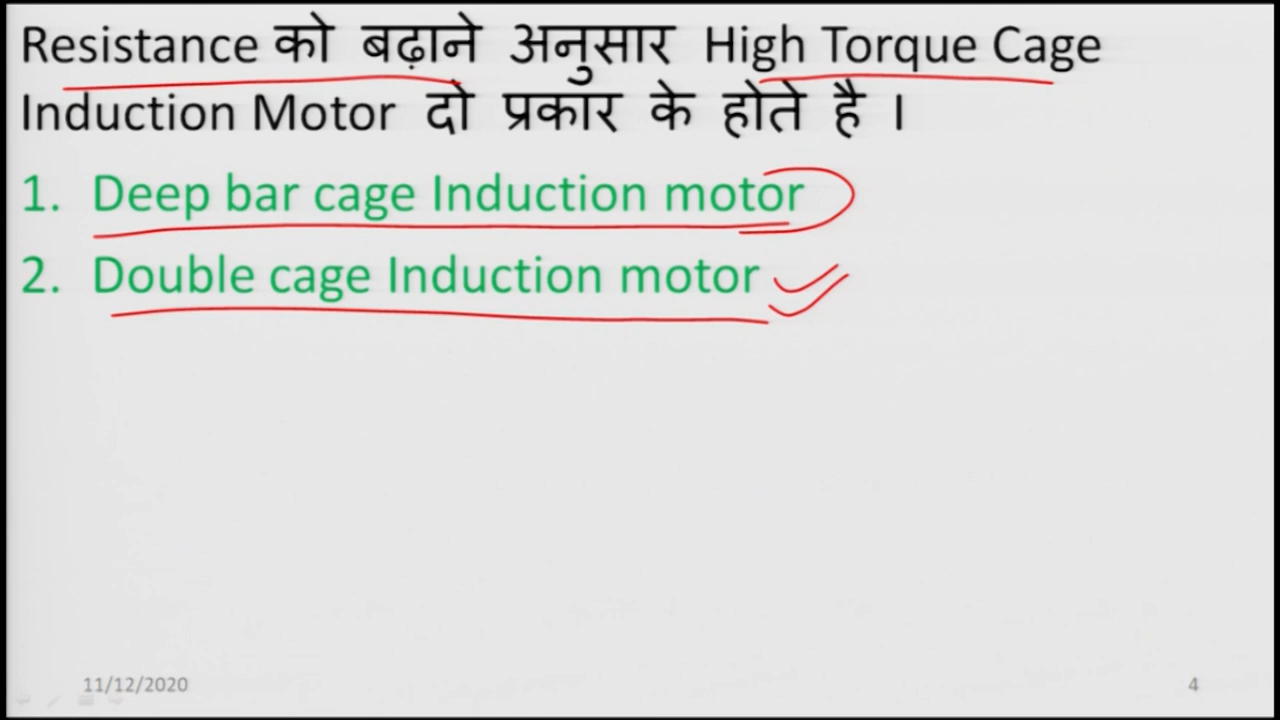 Resistance को बढ़ाने अनुसार High Torque Cage
Induction Motor दो प्रकार के होते है ।
1. Deep bar cage Induction motor
2. Double cage Induction motor
11/12/2020
4